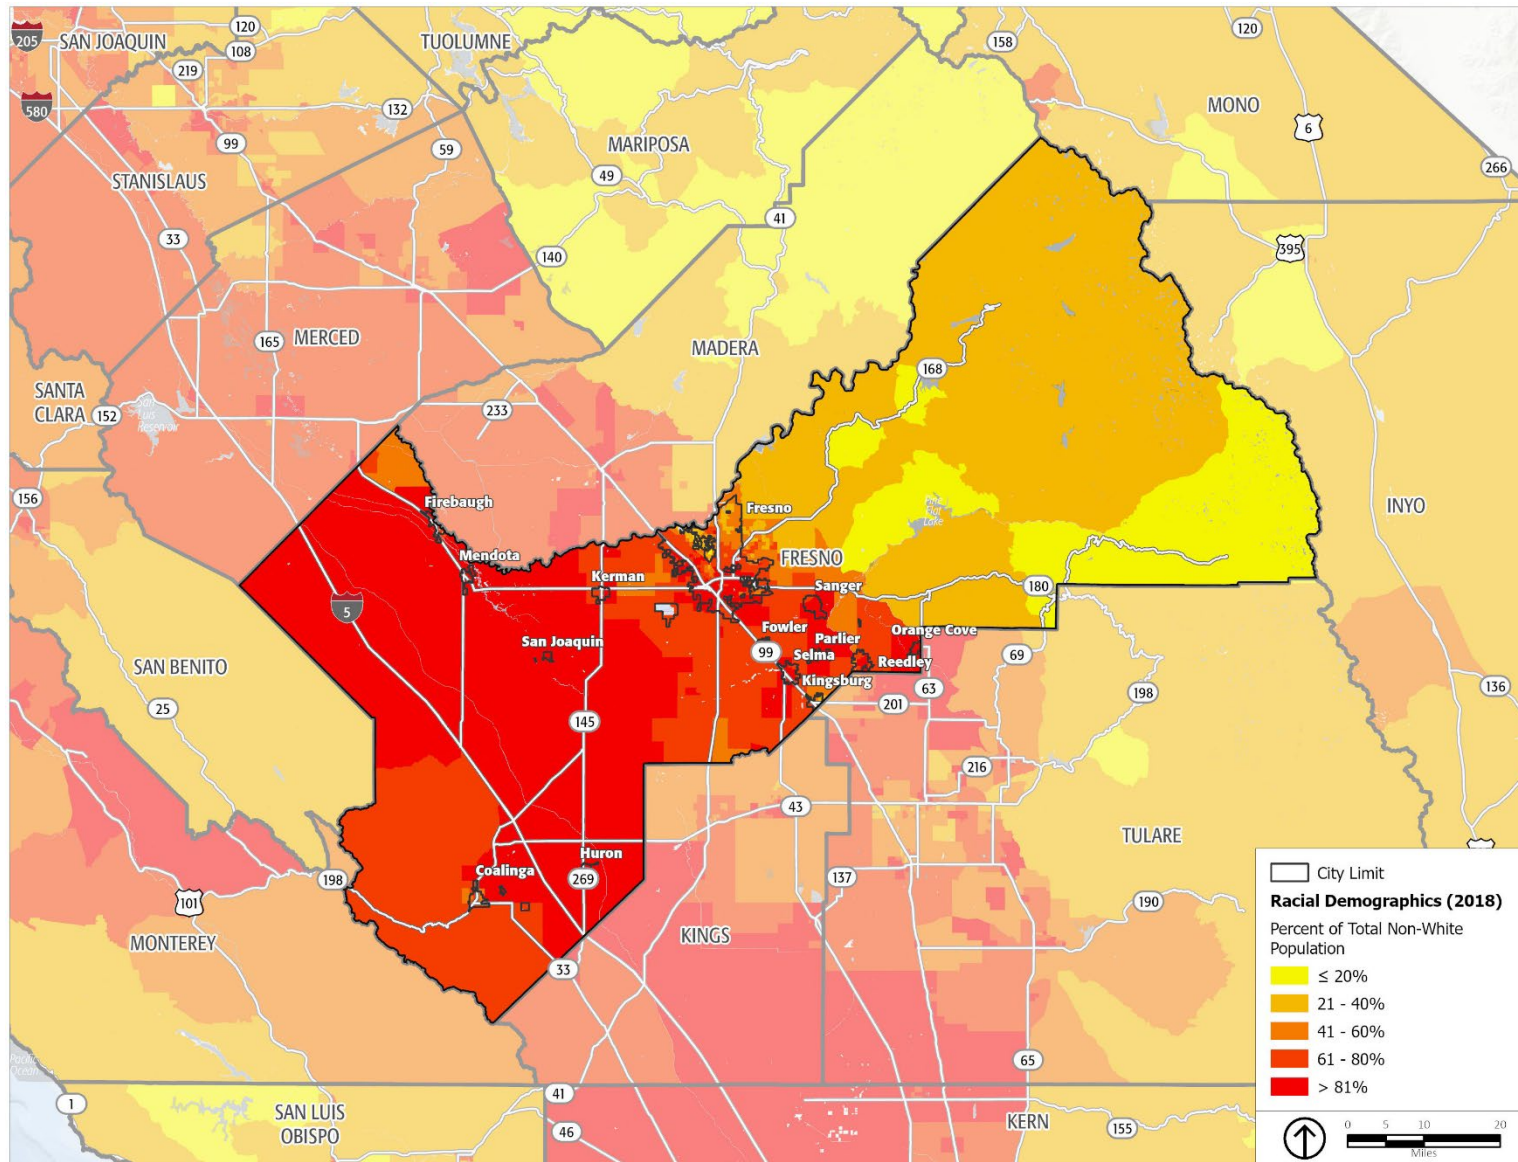 205
SAN JOAQUIN
120
108
TUOLUMNE
158
120
219
580
132
MONO
99
59
MARIPOSA
6
266
STANISLAUS
49
33
41
140
395
165
MERCED
MADERA
168
SANTA
CLARA
152
San
Luis
Reservoir
233
156
Firebaugh
Fresno
INYO
Mendota
FRESNO
Kerman
Sanger
180
5
Fowler
Orange Cove
San Joaquin
Parlier
99
Selma
Reedley
69
SAN BENITO
Kingsburg
63
198
136
25
201
145
216
43
TULARE
Huron
Coalinga
198
269
137
101
190
MONTEREY
KINGS
33
Pacific
Ocean
65
41
1
SAN LUIS
OBISPO
46
KERN
155
City Limit
Racial Demographics (2018)
Percent of Total Non-White
Population
≤ 20%
21 - 40%
41 - 60%
61 - 80%
> 81%
0 5 10 20
Miles